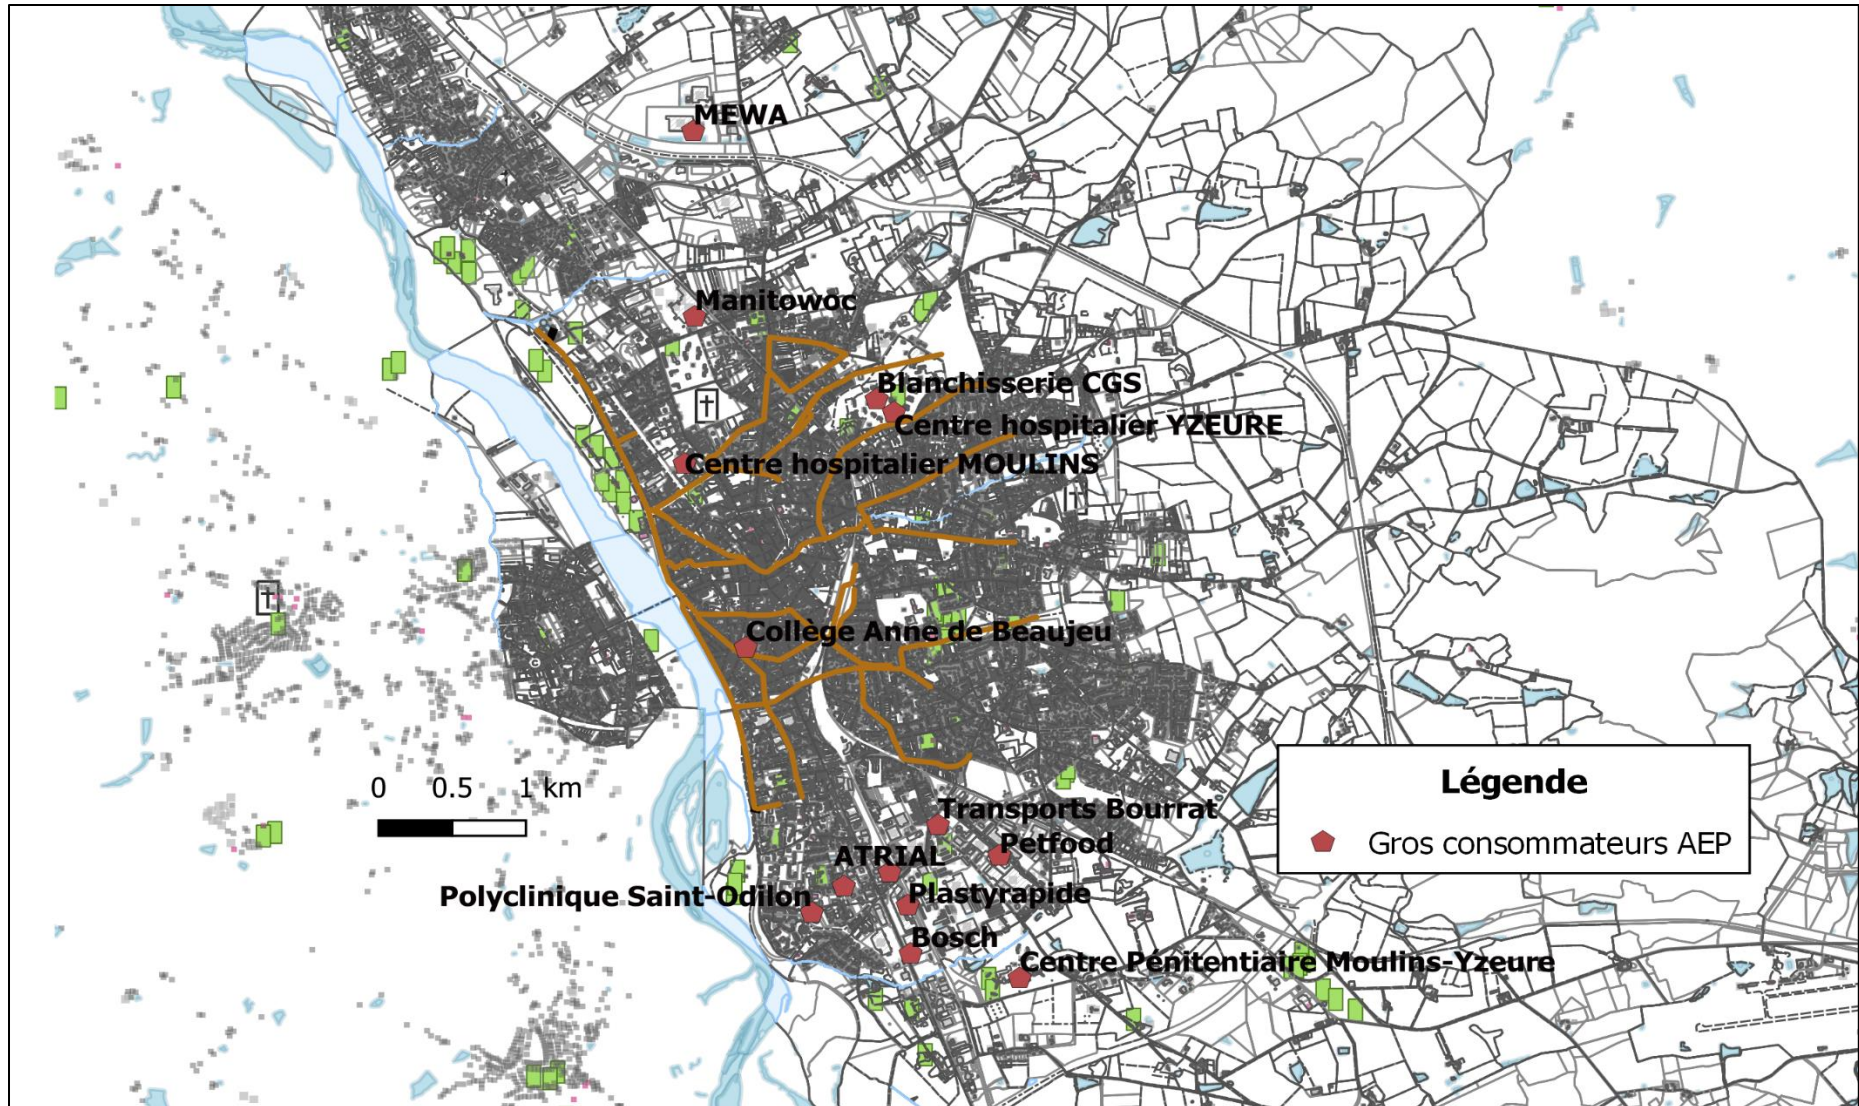 MEWA
Manitowoc
Blanchisserie CGS
Centre hospitalier YZEURE
Centre hospitalier MOULINS
Collège Anne de Beaujeu
0 0.5 1 km
Légende
Gros consommateurs AEP
Transports Bourrat
Petfood
ATRIAL
Polyclinique Saint-Odilon
Plastyrapide
Bosch
Centre Pénitentiaire Moulins-Yzeure